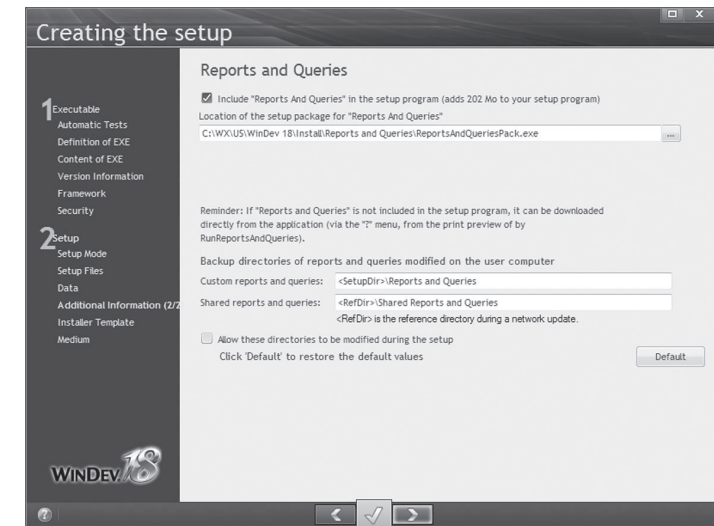 Creating the setup
X
1 Executable
Automatic Tests
Definition of EXE
Content of EXE
Version Information
Framework
Security
2 Setup
Setup Mode
Setup Files
Data
Additional Information (2/2
Installer Template
Medium
WINDEV 18
Reports and Queries
Include "Reports And Queries" in the setup program (adds 202 Mo to your setup program)
Location of the setup package for "Reports And Queries"
C:\WX\US\WinDev 18\Install\Reports and Queries\ReportsAndQueriesPack.exe
...
Reminder: If "Reports and Queries" is not included in the setup program, it can be downloaded
directly from the application (via the "?" menu, from the print preview of by
RunReportsAndQueries).
Backup directories of reports and queries modified on the user computer
Custom reports and queries: <SetupDir>\Reports and Queries
Shared reports and queries: <RefDir>\Shared Reports and Queries
<RefDir> is the reference directory during a network update.
Allow these directories to be modified during the setup
Click 'Default' to restore the default values
Default
?